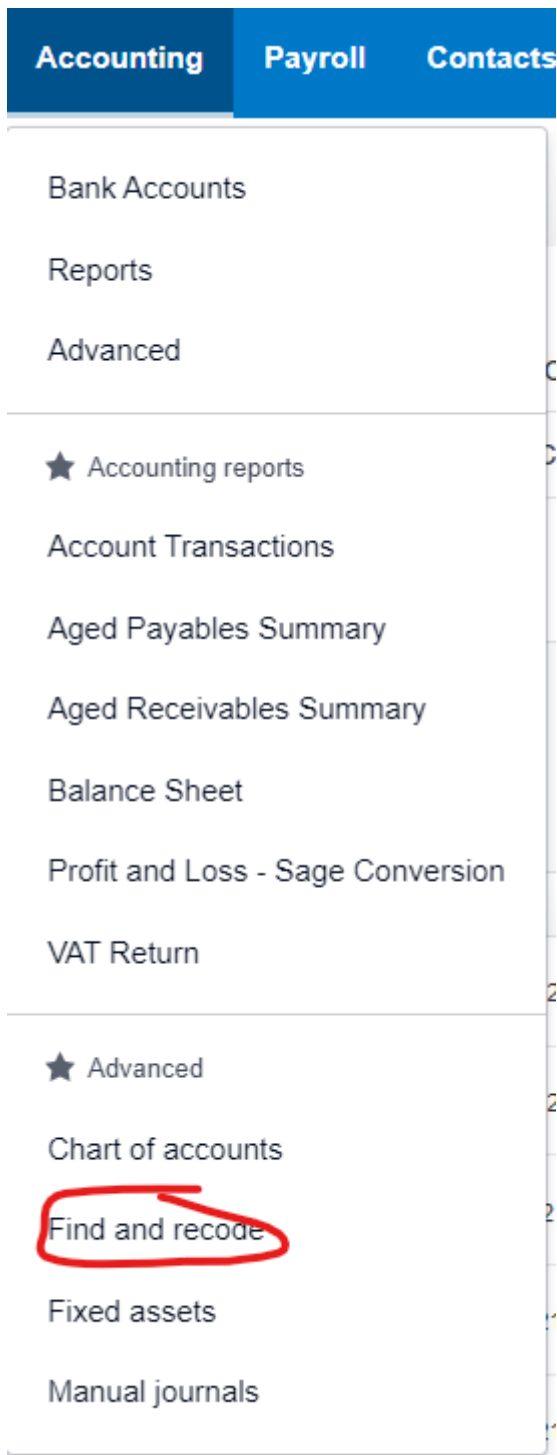 Accounting Payroll Contacts
Bank Accounts
Reports
Advanced
Accounting reports
Account Transactions
Aged Payables Summary
Aged Receivables Summary
Balance Sheet
Profit and Loss - Sage Conversion
VAT Return
Advanced
Chart of accounts
Find and recode
Fixed assets
Manual journals